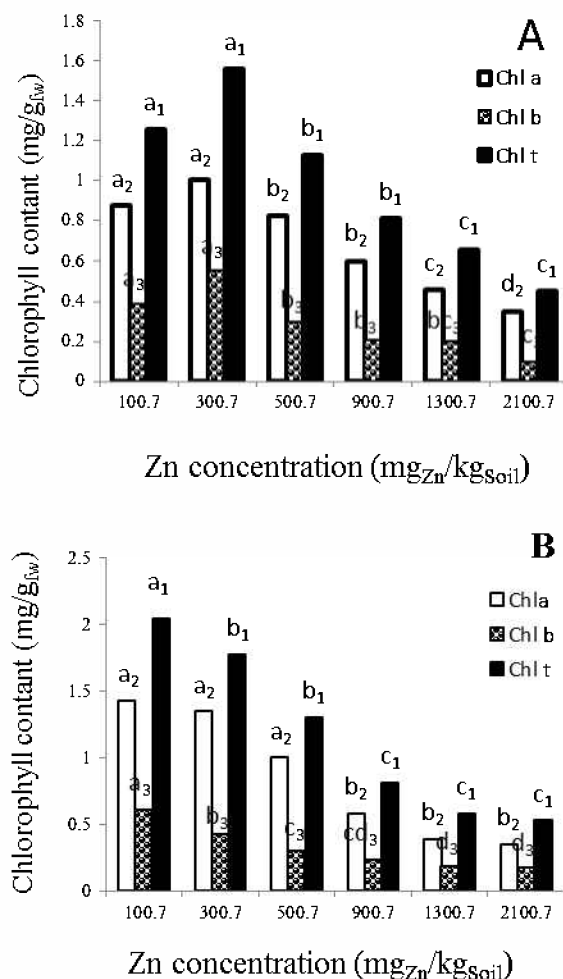 A
Chlorophyll contant (mg/gfw)
1.8
1.6
1.4
1.2
1
0.8
0.6
0.4
0.2
0
Chl a
Chl b
Chl t
a2 a3 a1
a2 a3 a1
b2 b3 b1
b2 b3 b1
c2 bc3 c1
d2 c3 c1
100.7 300.7 500.7 900.7 1300.7 2100.7
Zn concentration (mgZn/kgSoil)
B
Chlorophyll contant (mg/gfw)
2.5
2
1.5
1
0.5
0
Chl a
Chl b
Chl t
a2 a3 a1
a2 b3 b1
a2 c3 b1
b2 cd3 c1
b2 d3 c1
b2 d3 c1
100.7 300.7 500.7 900.7 1300.7 2100.7
Zn concentration (mgZn/kgSoil)